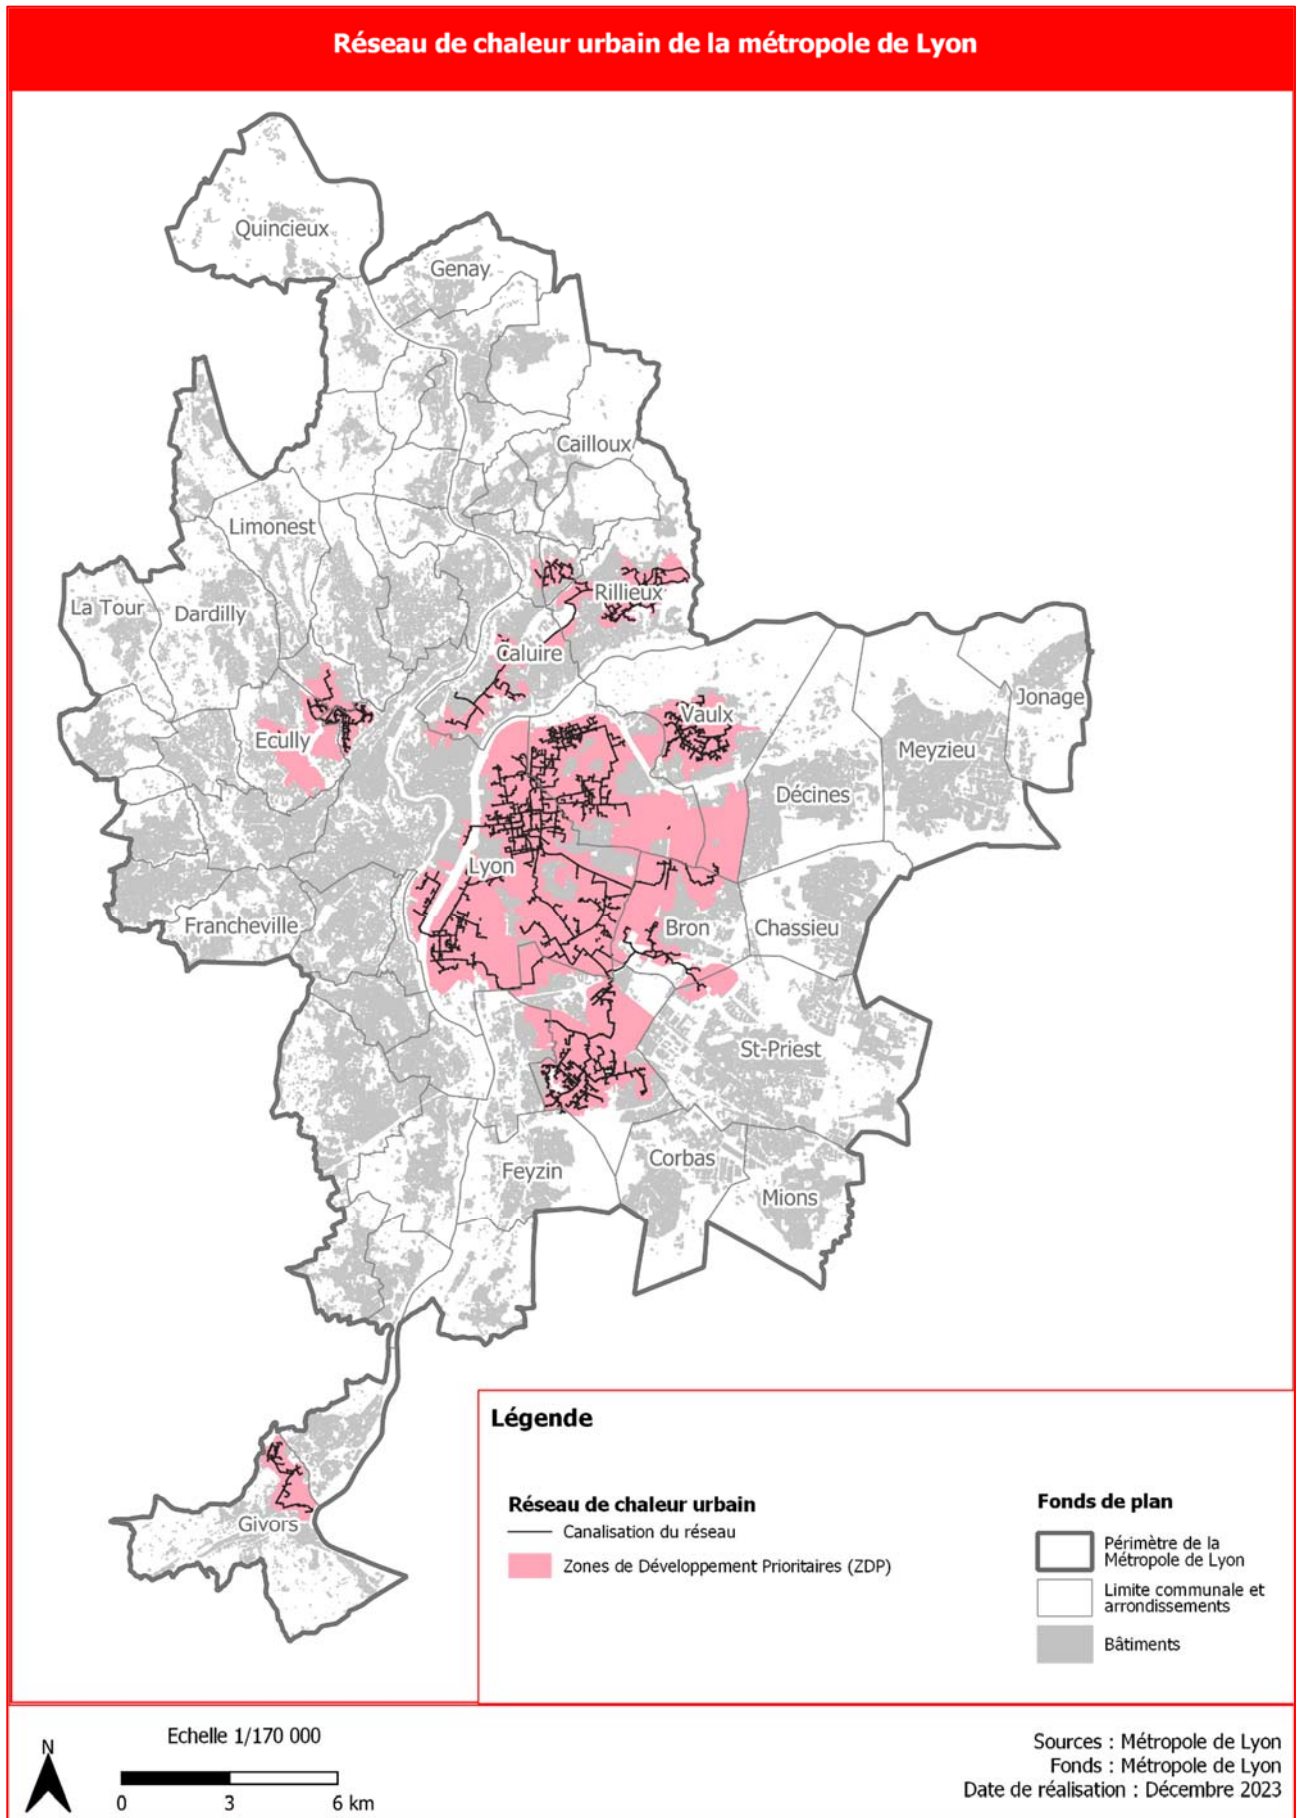 Réseau de chaleur urbain de la métropole de Lyon
Quincieux
Genay
Cailloux
Limonest
La Tour
Dardilly
Rillieux
Caluire
Jonage
Vaulx
Ecully
Meyzieu
Décines
Lyon
Francheville
Bron
Chassieu
St-Priest
Feyzin
Corbas
Mions
Givors
Légende
Réseau de chaleur urbain
Canalisation du réseau
Zones de Développement Prioritaires (ZDP)
Fonds de plan
Périmètre de la
Métropole de Lyon
Limite communale et
arrondissements
Bâtiments
N
Echelle 1/170 000
0 3 6 km
Sources : Métropole de Lyon
Fonds : Métropole de Lyon
Date de réalisation : Décembre 2023